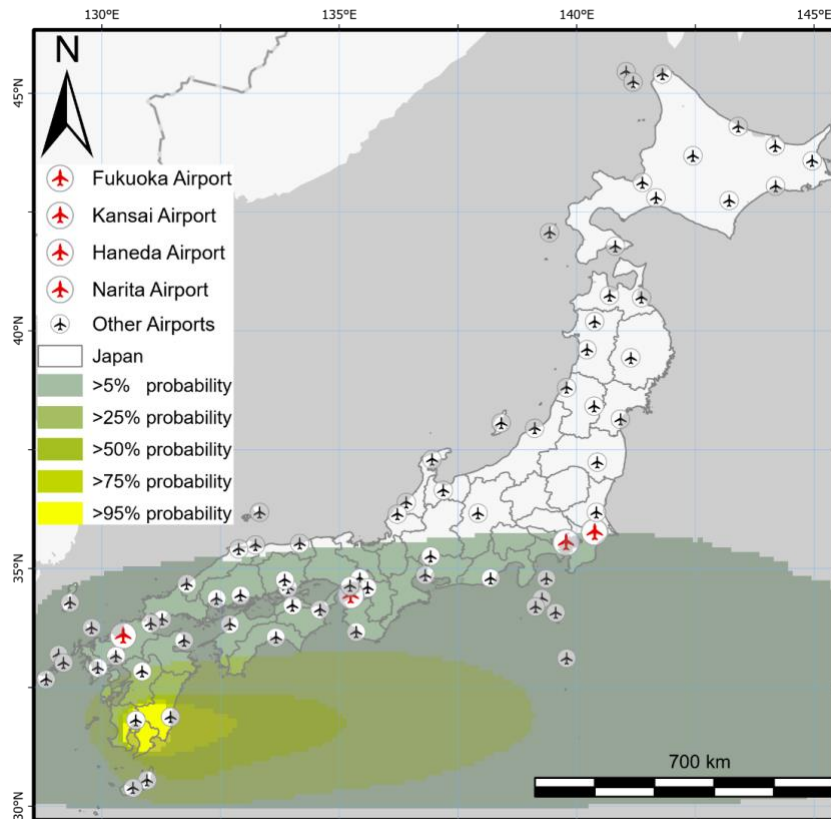 130°E 135°E 140°E 145°E
N
45°N
Fukuoka Airport
Kansai Airport
Haneda Airport
Narita Airport
Other Airports
40°N
Japan
>5% probability
>25% probability
>50% probability
>75% probability
>95% probability
35°N
700 km
30°N